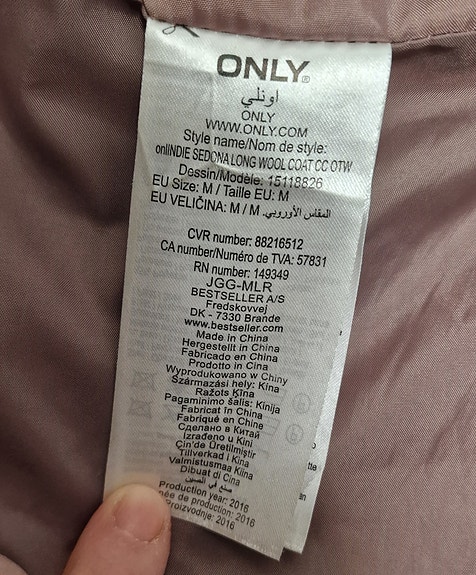 ONLY®
اونلي
ONLY
WWW.ONLY.COM
Style name/Nom de style:
onlINDIE SEDONA LONG WOOL COAT CC OTW
Dessin/Modèle: 15118826
EU Size: M / Taille EU: M
EU VELIČINA: M / M المقاس الأوروبي.
CVR number: 88216512
CA number/Numéro de TVA: 57831
RN number: 149349
JGG-MLR
BESTSELLER A/S
Fredskovvej
DK - 7330 Brande
www.bestseller.com
Made in China
Hergestellt in China
Fabricado en China
Prodotto in Cina
Wyprodukowano w Chiny
Származási hely: Kína
Ražots Ķīna
Pagaminimo šalis: Kinija
Fabricat în China
Fabriqué en Chine
Сделано в Китай
Izrađeno u Kini
Çin'de Üretilmiştir
Tillverkad i Kina
Valmistusmaa Kiina
Dibuat di Cina
صنع في الصين
Production year: 2016
née de production: 2016
Proizvodnje: 2016